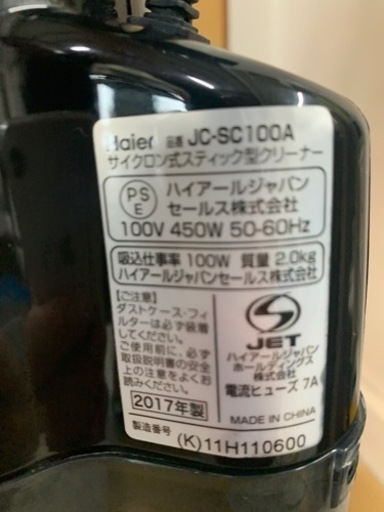 Haier 品番 JC-SC100A
サイクロン式スティック型クリーナー
PS E
ハイアールジャパン
セールス株式会社
100V 450W 50-60Hz
吸込仕事率 100W 質量 2.0kg
ハイアールジャパンセールス株式会社
【ご注意】
ダストケース・フィ
ルターは必ず装着
してください。
ご使用前に、必ず
取扱説明書の安全
上の注意をよくお
読みください。
2017年製
S
JET
ハイアールジャパン
ホールディングス
株式会社
電流ヒューズ 7A
MADE IN CHINA
製造番号
(K)11H110600